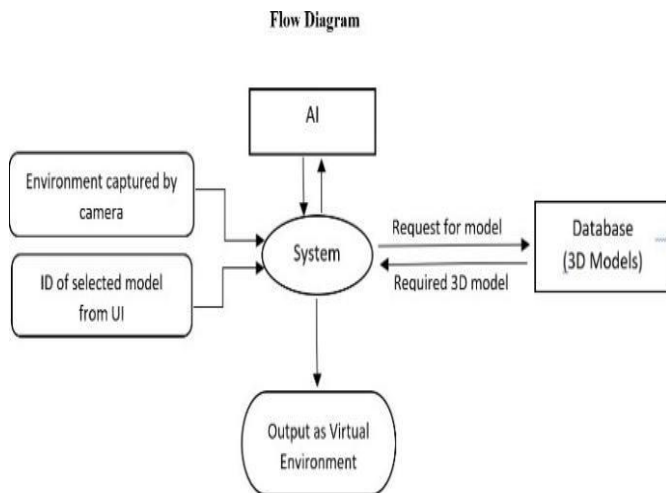 Flow Diagram
AI
Environment captured by
camera
ID of selected model
from UI
System
Request for model
Required 3D model
Database
(3D Models)
Output as Virtual
Environment